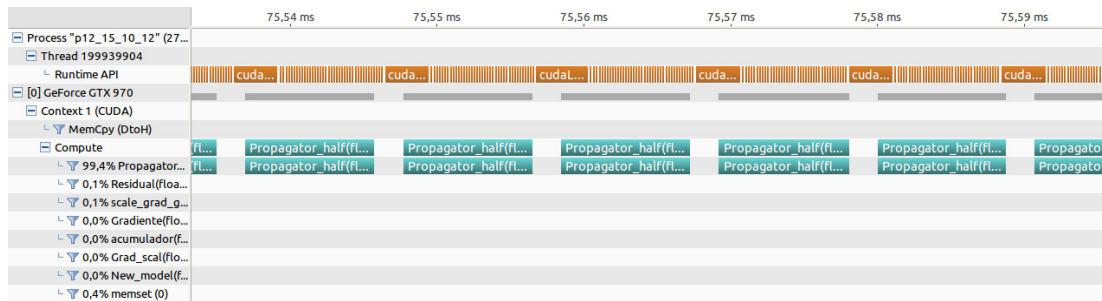 75,54 ms 75,55 ms 75,56 ms 75,57 ms 75,58 ms 75,59 ms
Process "p12_15_10_12" (27...
Thread 199939904
Runtime API cuda... cuda... cudaL... cuda... cuda... cuda...
[0] GeForce GTX 970
Context 1 (CUDA)
MemCpy (DtoH)
Compute (fl... Propagator_half(fl... Propagator_half(fl... Propagator_half(fl... Propagator_half(fl... Propagator_half(fl... Propagato
99,4% Propagator... (fl... Propagator_half(fl... Propagator_half(fl... Propagator_half(fl... Propagator_half(fl... Propagator_half(fl... Propagato
0,1% Residual(floa...
0,1% scale_grad_g...
0,0% Gradiente(flo...
0,0% acumulador(f...
0,0% Grad_scal(flo...
0,0% New_model(f...
0,4% memset (0)